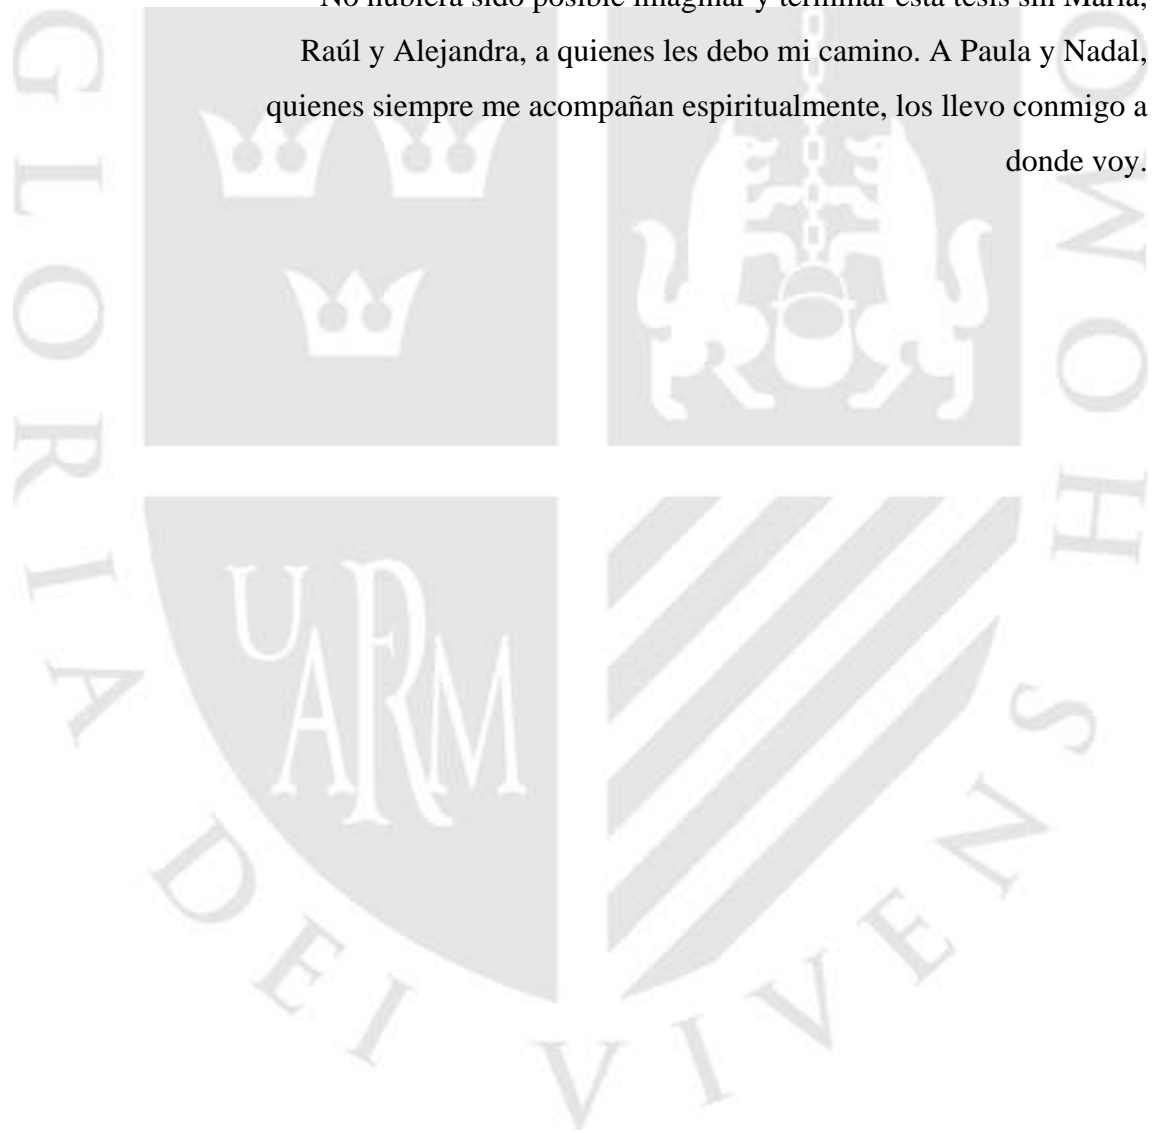 No hubiera sido posible imaginar y terminar esta tesis sin María,
Raúl y Alejandra, a quienes les debo mi camino. A Paula y Nadal,
quienes siempre me acompañan espiritualmente, los llevo conmigo a
donde voy.
GLORIA DEI VIVENS HOMO
UARM